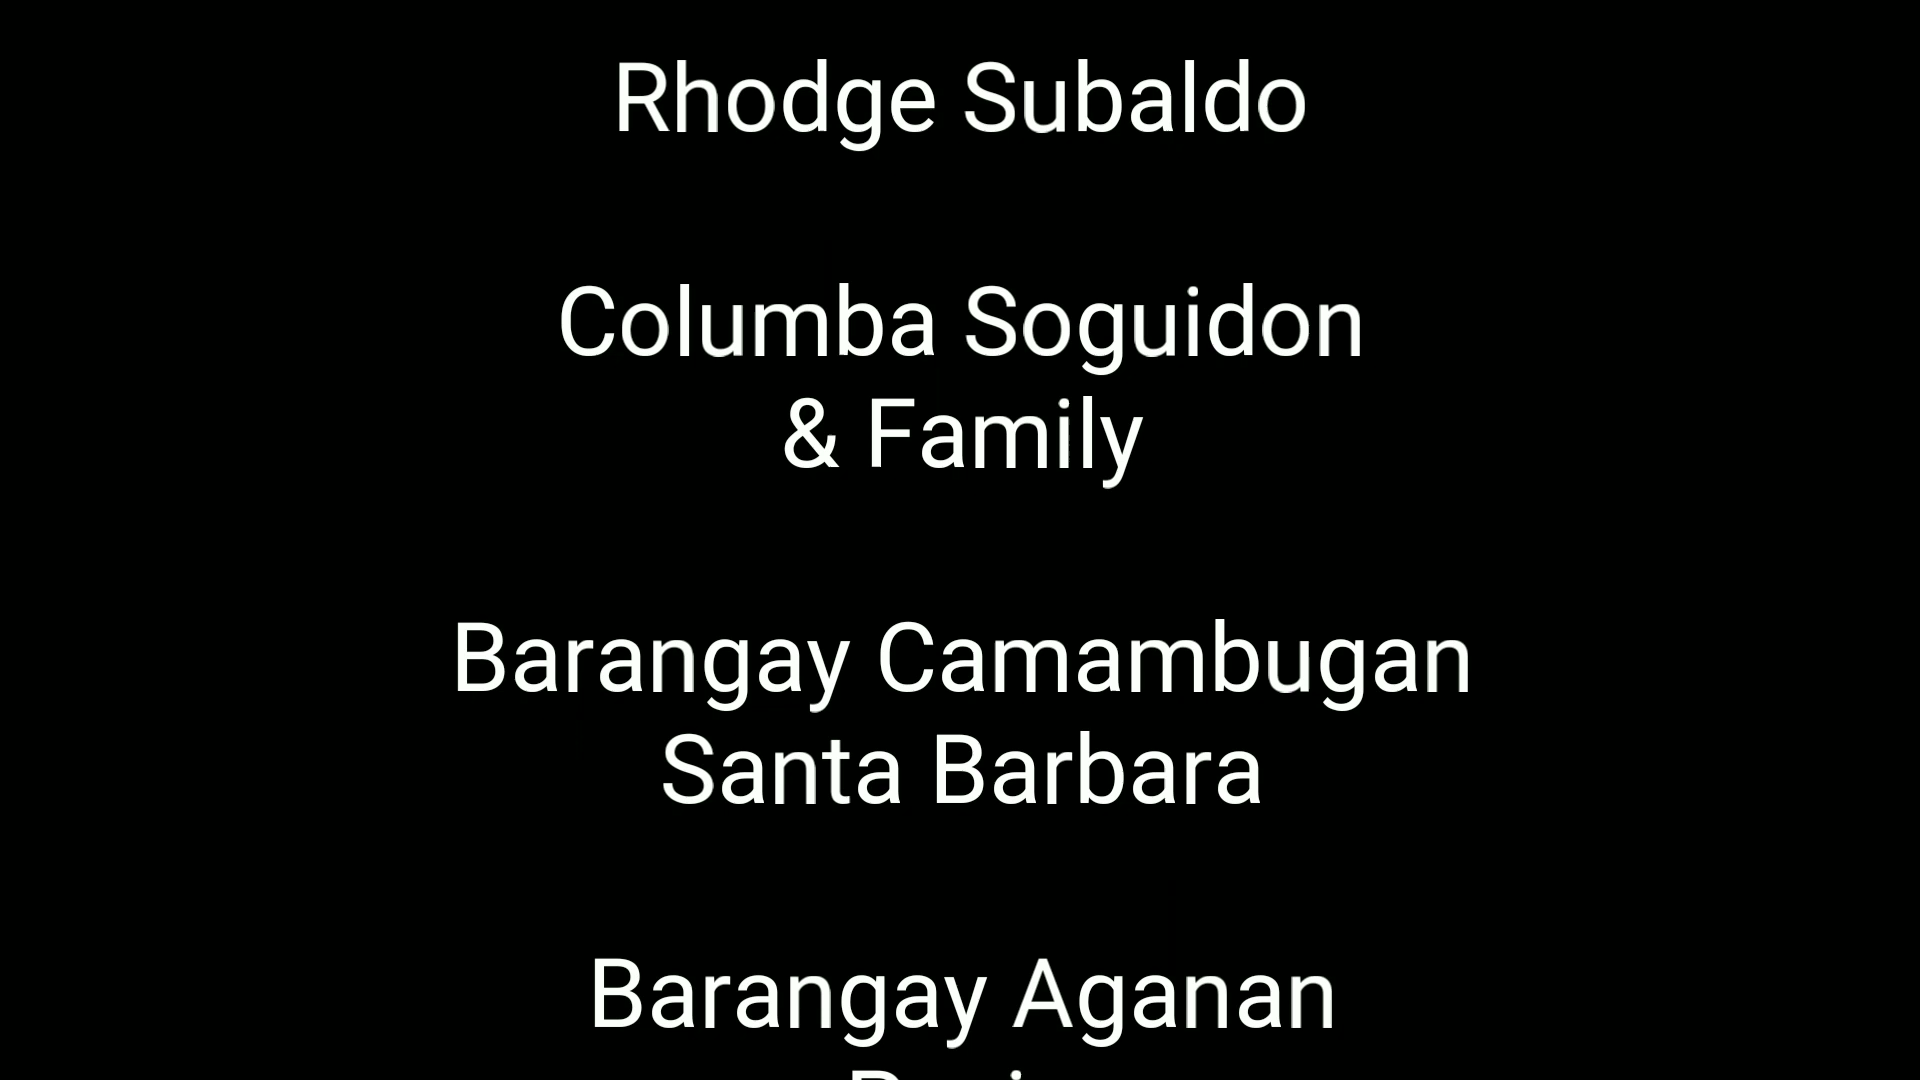 Rhodge Subaldo
Columba Soguidon
& Family
Barangay Camambugan
Santa Barbara
Barangay Aganan